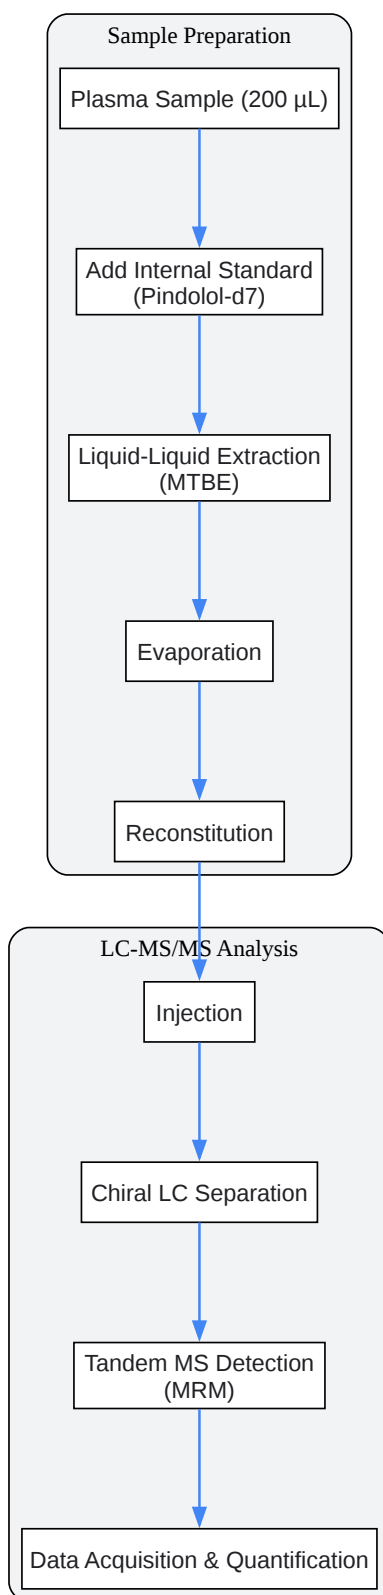 Sample Preparation
Plasma Sample (200 µL)
Add Internal Standard
(Pindolol-d7)
Liquid-Liquid Extraction
(MTBE)
Evaporation
Reconstitution
LC-MS/MS Analysis
Injection
Chiral LC Separation
Tandem MS Detection
(MRM)
Data Acquisition & Quantification